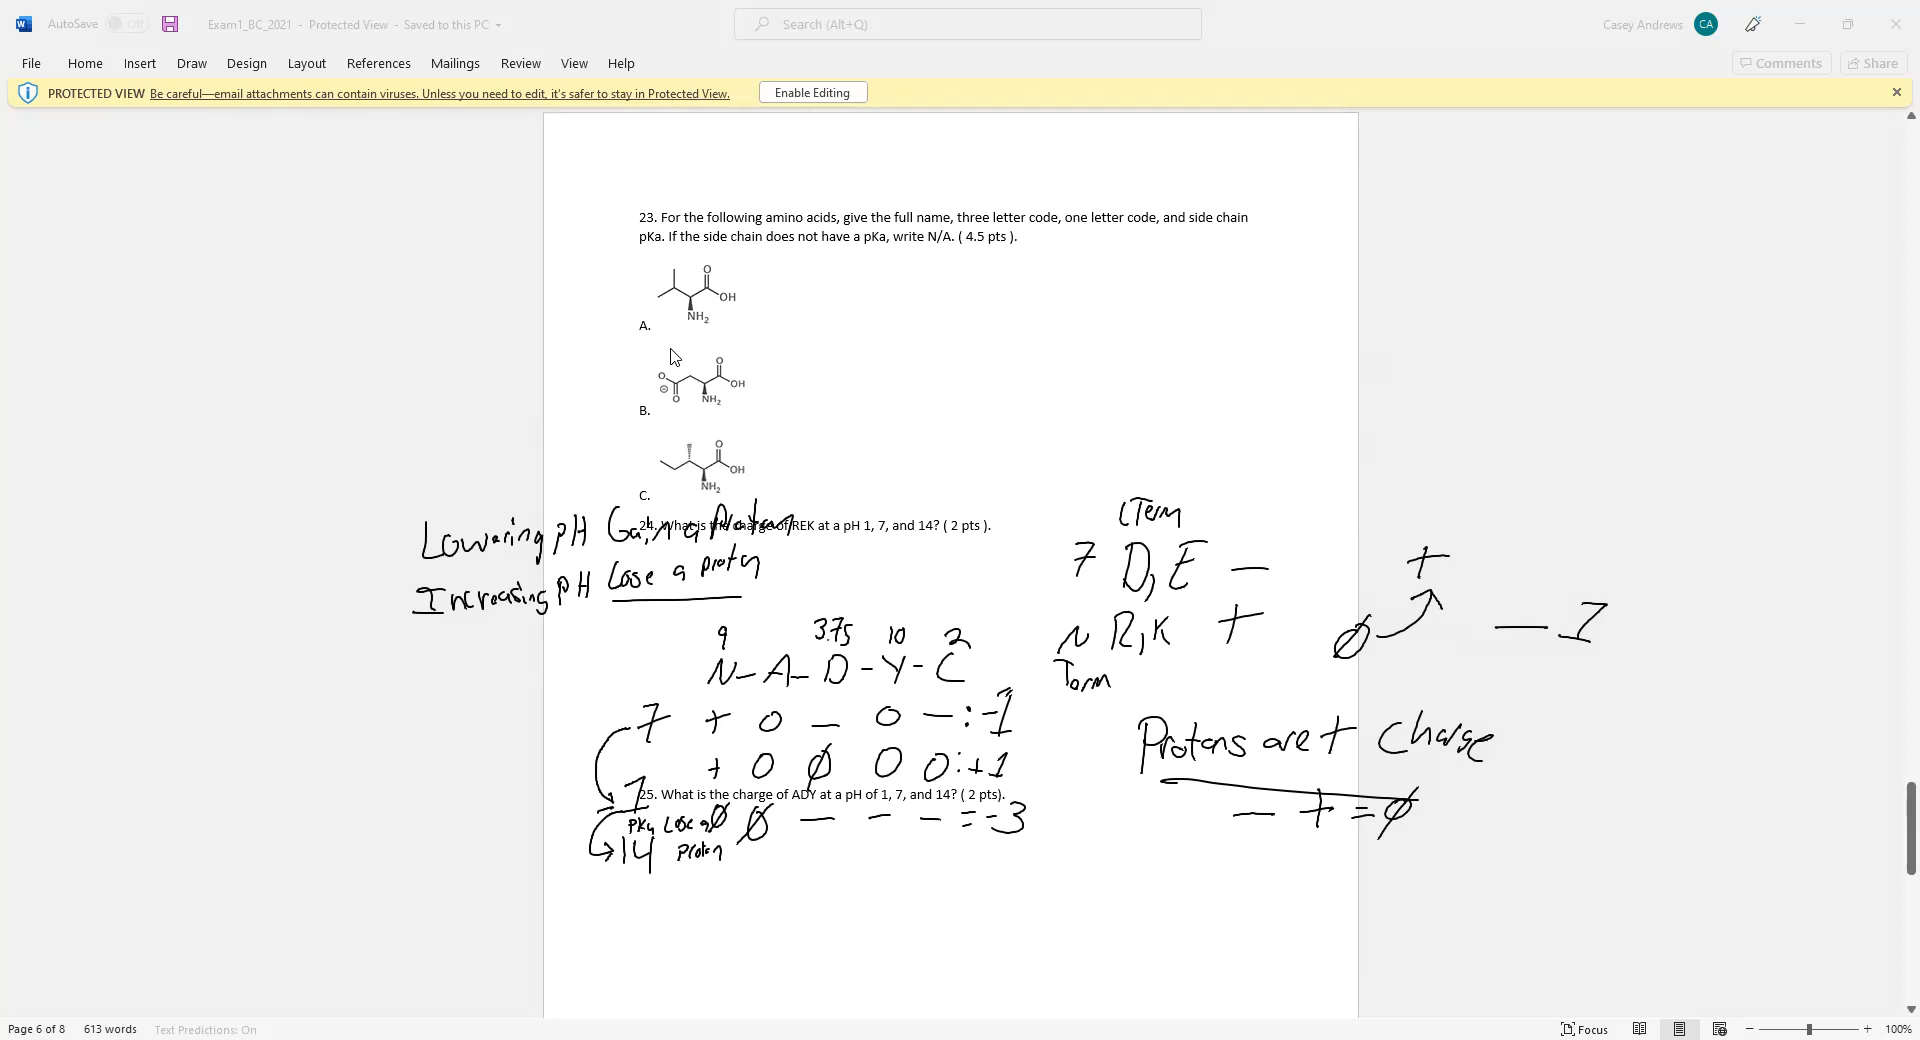 AutoSave Off Exam1_BC_2021 - Protected View - Saved to this PC Search (Alt+Q) Casey Andrews CA
File Home Insert Draw Design Layout References Mailings Review View Help Comments Share
PROTECTED VIEW Be careful—email attachments can contain viruses. Unless you need to edit, it's safer to stay in Protected View. Enable Editing
23. For the following amino acids, give the full name, three letter code, one letter code, and side chain
pKa. If the side chain does not have a pKa, write N/A. ( 4.5 pts ).
O
OH
NH2
A.
O
O
OH
⊖
O
NH2
B.
O
OH
NH2
C.
24. What is the charge of REK at a pH 1, 7, and 14? ( 2 pts ).
Lowering pH Gain a Proton
Increasing pH Lose a proton
CTerm
7 D, E —
N R, K +
Term
+
Ø
— 1
9 3.75 10 2
N - A - D - Y - C
7 + 0 — 0 — : -1
+ 0 Ø 0 0 : +1
1
25. What is the charge of ADY at a pH of 1, 7, and 14? ( 2 pts).
pKa Lose a Ø Ø — — — = -3
14 proton
Protons are + charge
— + = Ø
Page 6 of 8 613 words Text Predictions: On Focus 100%